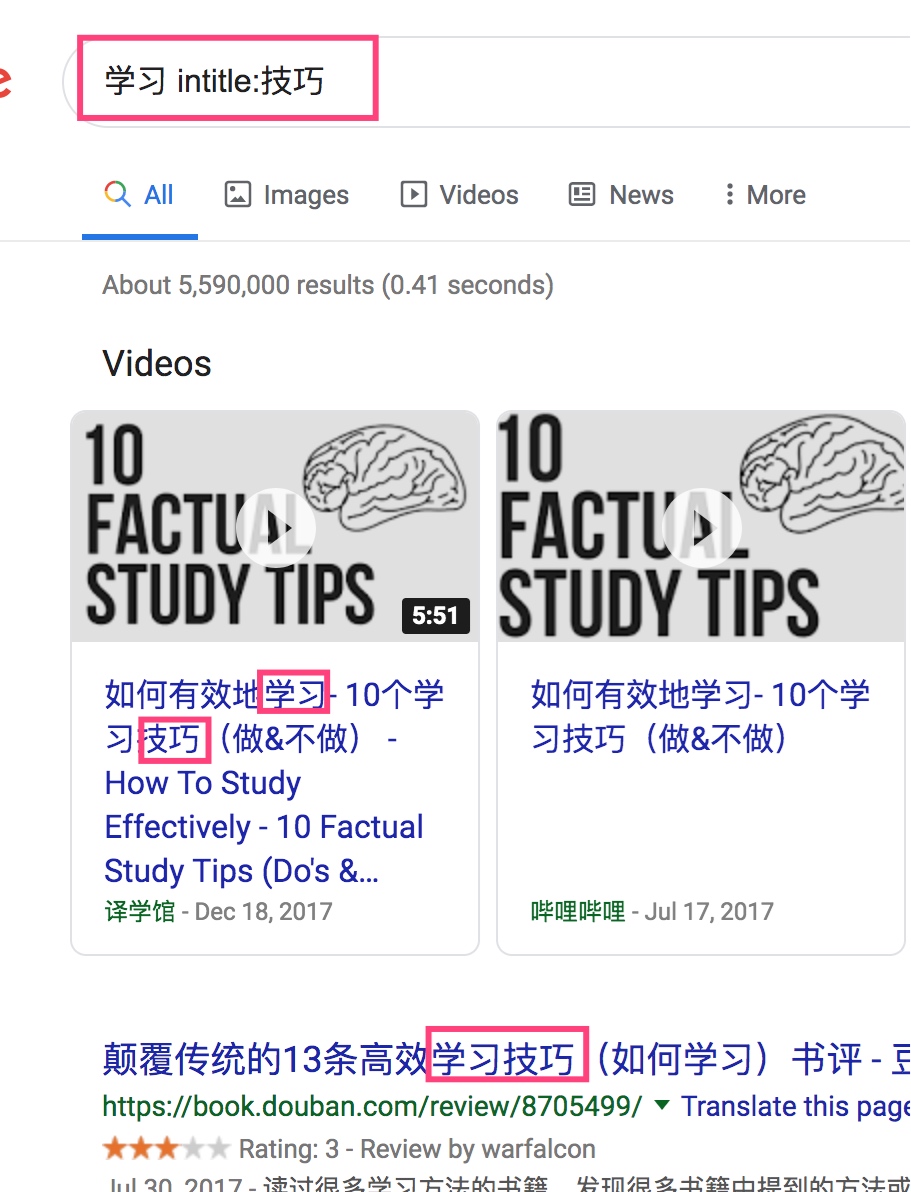 学习 intitle:技巧
All Images Videos News More
About 5,590,000 results (0.41 seconds)
Videos
10
FACTUAL
STUDY TIPS
5:51
如何有效地学习- 10个学
习技巧（做&不做） -
How To Study
Effectively - 10 Factual
Study Tips (Do's &...
译学馆 - Dec 18, 2017
10
FACTUAL
STUDY TIPS
如何有效地学习- 10个学
习技巧（做&不做）
哔哩哔哩 - Jul 17, 2017
颠覆传统的13条高效学习技巧（如何学习）书评 - 豆
https://book.douban.com/review/8705499/ Translate this page
Rating: 3 - Review by warfalcon
Jul 30, 2017 - 读过很多学习方法的书籍，发现很多书籍中提到的方法或